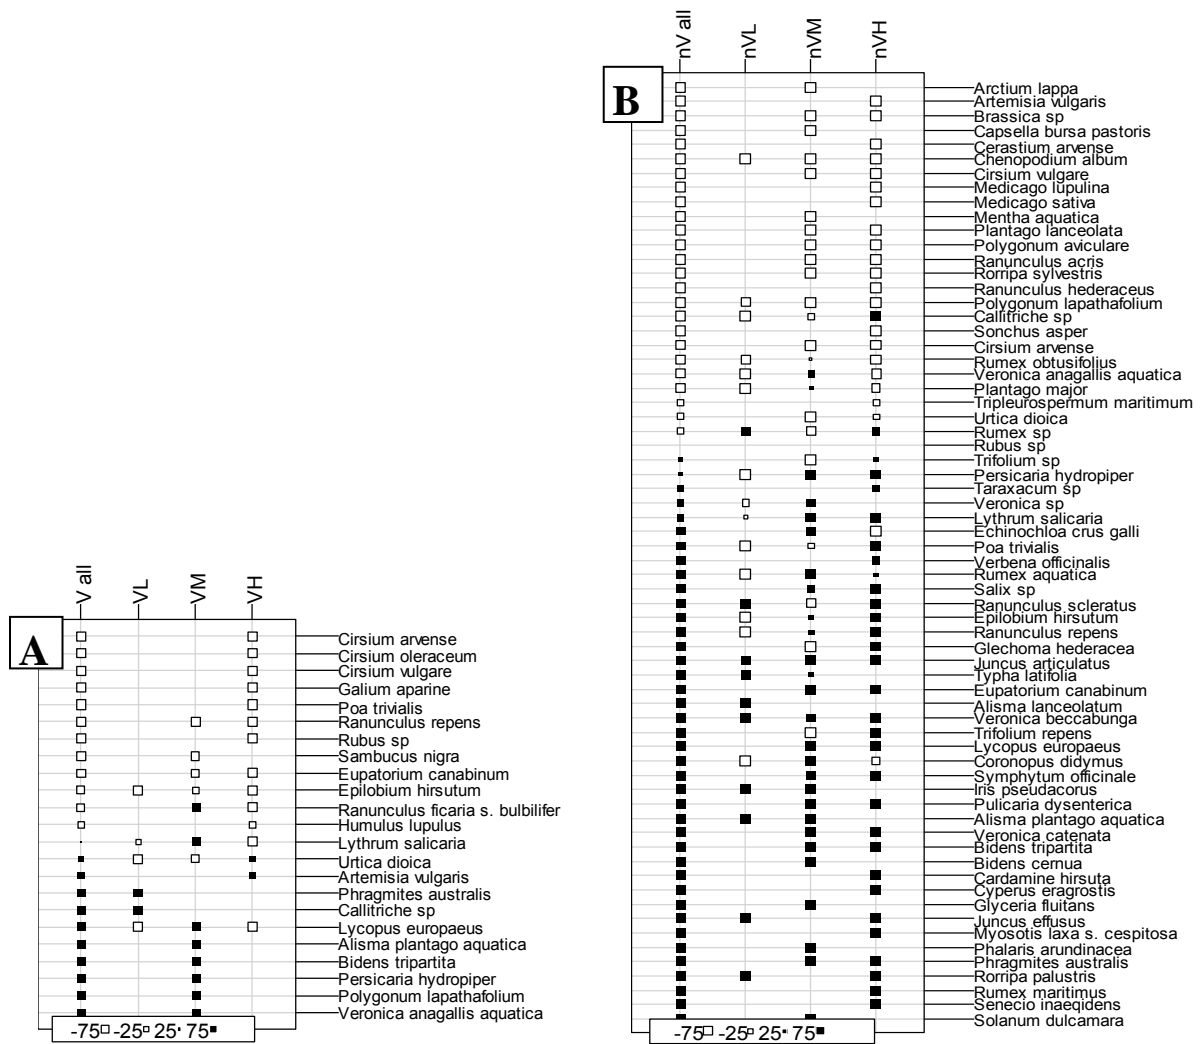 A
V all
VL
VM
VH
Cirsium arvense
Cirsium oleraceum
Cirsium vulgare
Galium aparine
Poa trivialis
Ranunculus repens
Rubus sp
Sambucus nigra
Eupatorium canabinum
Epilobium hirsutum
Ranunculus ficaria s. bulbilifer
Humulus lupulus
Lythrum salicaria
Urtica dioica
Artemisia vulgaris
Phragmites australis
Callitriche sp
Lycopus europaeus
Alisma plantago aquatica
Bidens tripartita
Persicaria hydropiper
Polygonum lapathafolium
Veronica anagallis aquatica
-75 -25 25 75
B
nV all
nVL
nVM
nVH
Arctium lappa
Artemisia vulgaris
Brassica sp
Capsella bursa pastoris
Cerastium arvense
Chenopodium album
Cirsium vulgare
Medicago lupulina
Medicago sativa
Mentha aquatica
Plantago lanceolata
Polygonum aviculare
Ranunculus acris
Rorripa sylvestris
Ranunculus hederaceus
Polygonum lapathafolium
Callitriche sp
Sonchus asper
Cirsium arvense
Rumex obtusifolius
Veronica anagallis aquatica
Plantago major
Tripleurospermum maritimum
Urtica dioica
Rumex sp
Rubus sp
Trifolium sp
Persicaria hydropiper
Taraxacum sp
Veronica sp
Lythrum salicaria
Echinochloa crus galli
Poa trivialis
Verbena officinalis
Rumex aquatica
Salix sp
Ranunculus scleratus
Epilobium hirsutum
Ranunculus repens
Glechoma hederacea
Juncus articulatus
Typha latifolia
Eupatorium canabinum
Alisma lanceolatum
Veronica beccabunga
Trifolium repens
Lycopus europaeus
Coronopus didymus
Symphytum officinale
Iris pseudacorus
Pulicaria dysenterica
Alisma plantago aquatica
Veronica catenata
Bidens tripartita
Bidens cernua
Cardamine hirsuta
Cyperus eragrostis
Glyceria fluitans
Juncus effusus
Myosotis laxa s. cespitosa
Phalaris arundinacea
Phragmites australis
Rorripa palustris
Rumex maritimus
Senecio inaeqidens
Solanum dulcamara
-75 -25 25 75